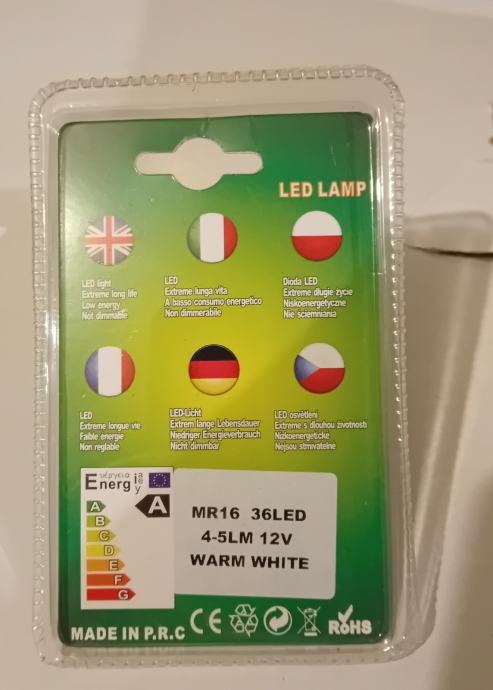 LED LAMP
LED light
Extreme long life
Low energy
Not dimmable
LED
Extreme lunga vita
A basso consumo energetico
Non dimmerabile
Dioda LED
Extreme długie życie
Niskoenergetyczne
Nie ściemniania
LED
Extreme longue vie
Faible energie
Non reglable
LED-Licht
Extrem lange Lebensdauer
Niedriger Energieverbrauch
Nicht dimmbar
LED osvětlení
Extreme s dlouhou životností
Nizkoenergetické
Nejsou stmívatelné
Energi
A
A
B
C
D
E
F
G
MR16 36LED
4-5LM 12V
WARM WHITE
MADE IN P.R.C
CE
RoHS